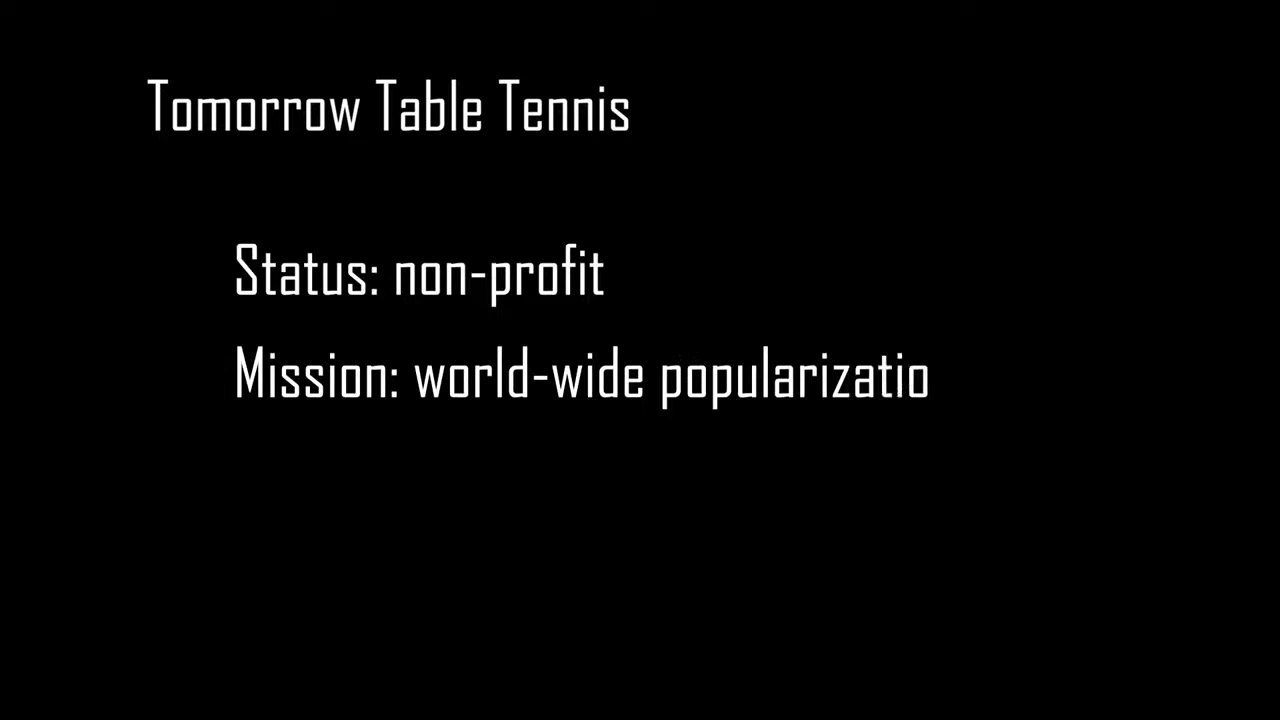 Tomorrow Table Tennis
Status: non-profit
Mission: world-wide popularizatio